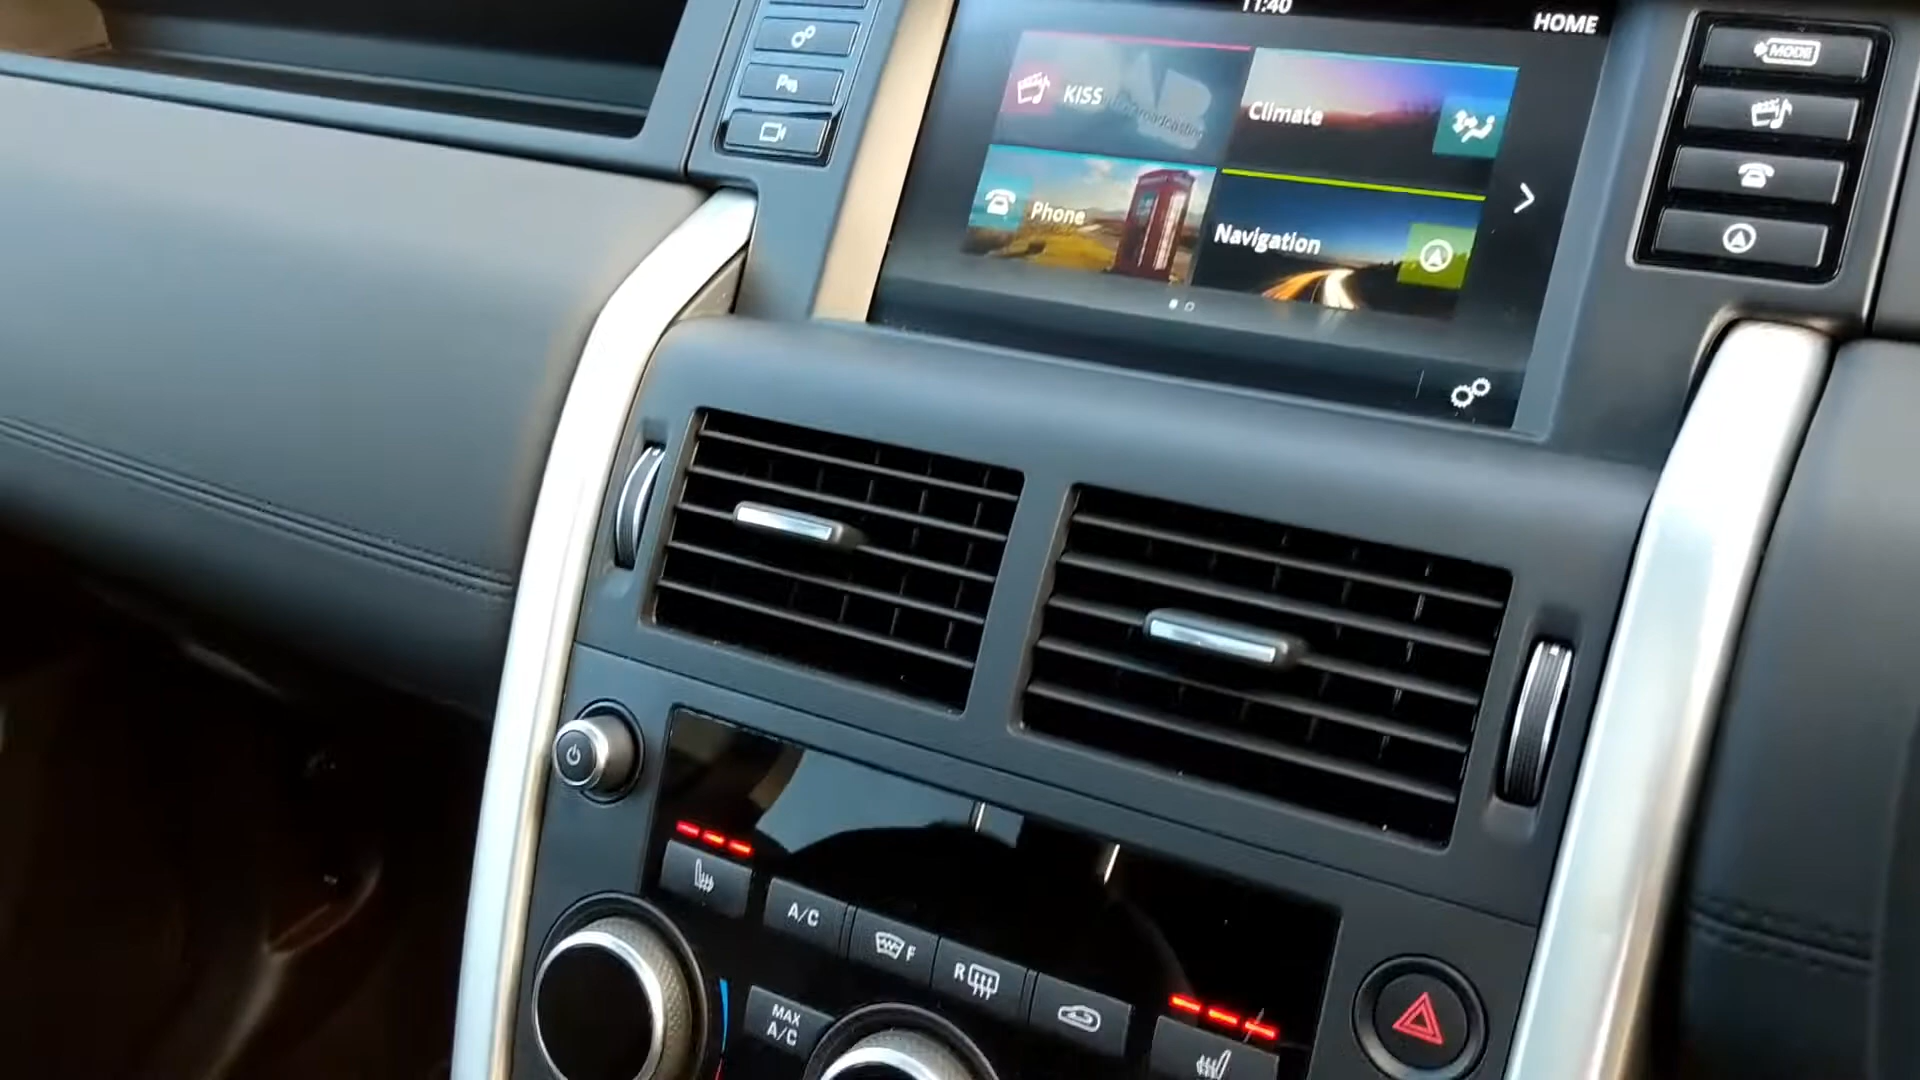 11:40
HOME
MODE
KISS
Climate
Phone
Navigation
A/C
F
R
MAX
A/C